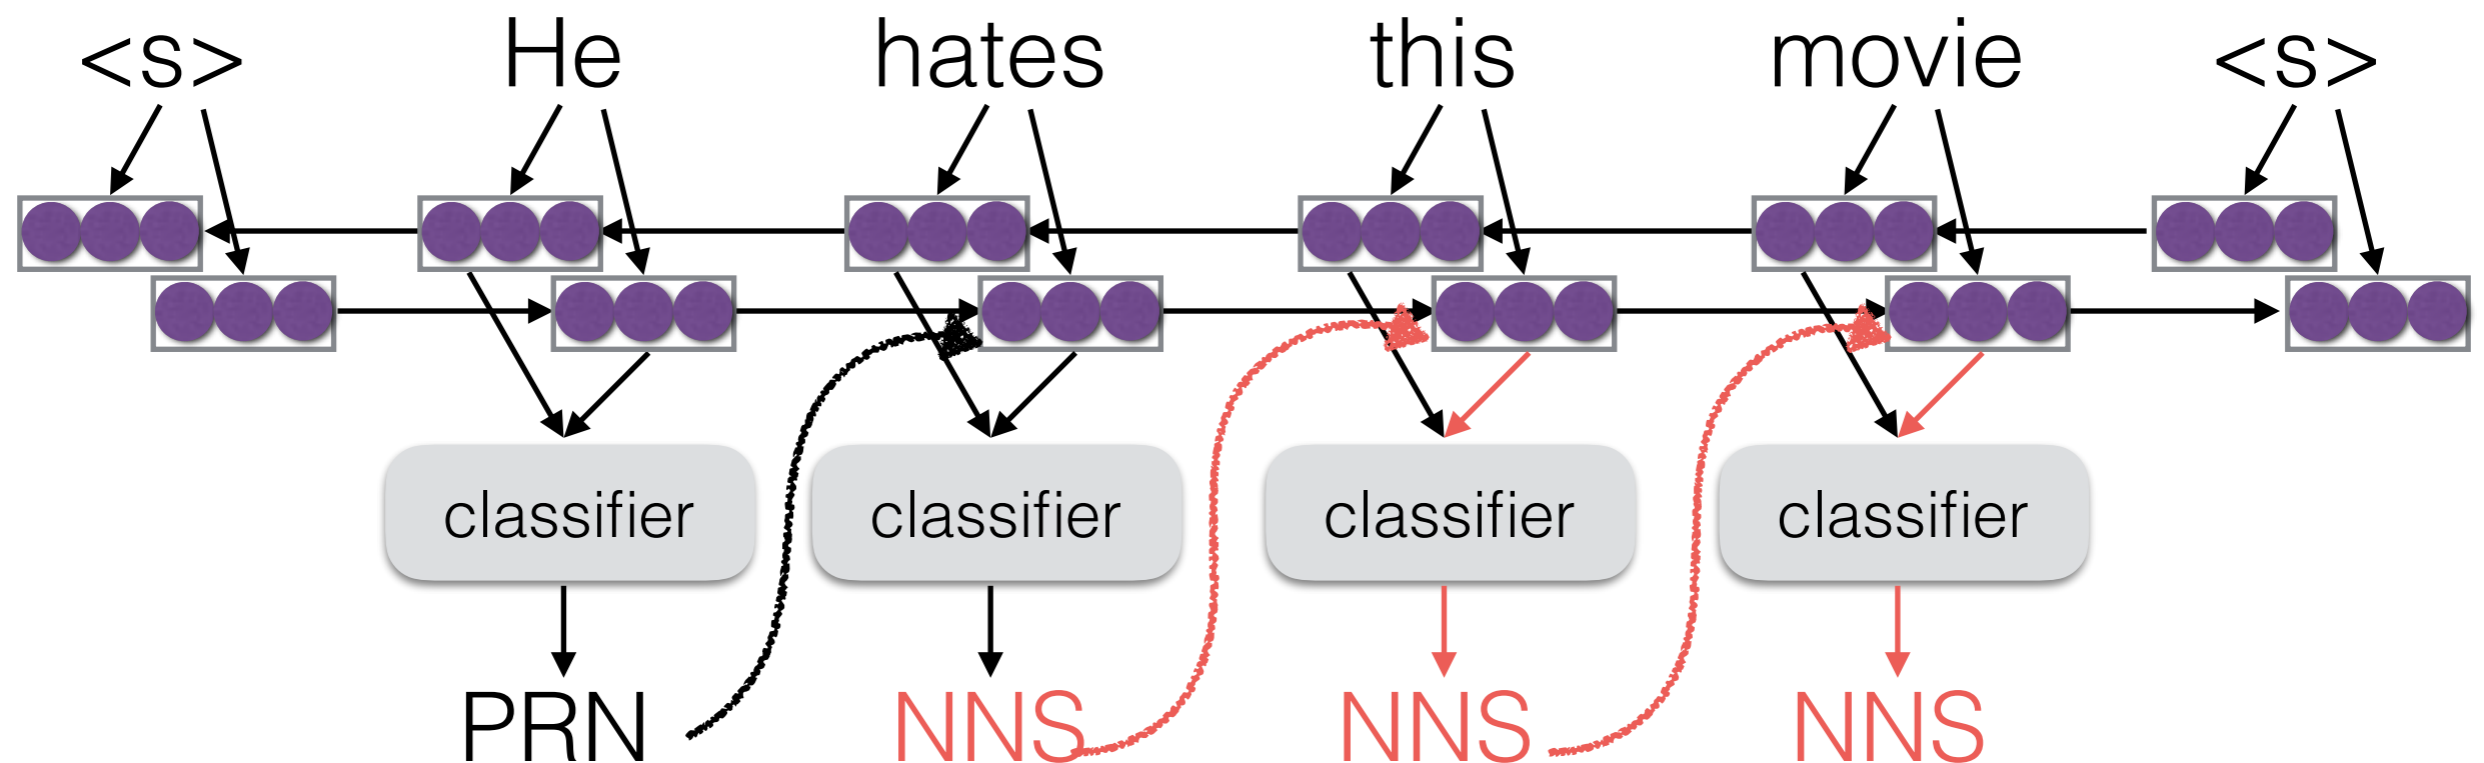 <s> He hates this movie <s>
classifier classifier classifier classifier
PRN NNS NNS NNS